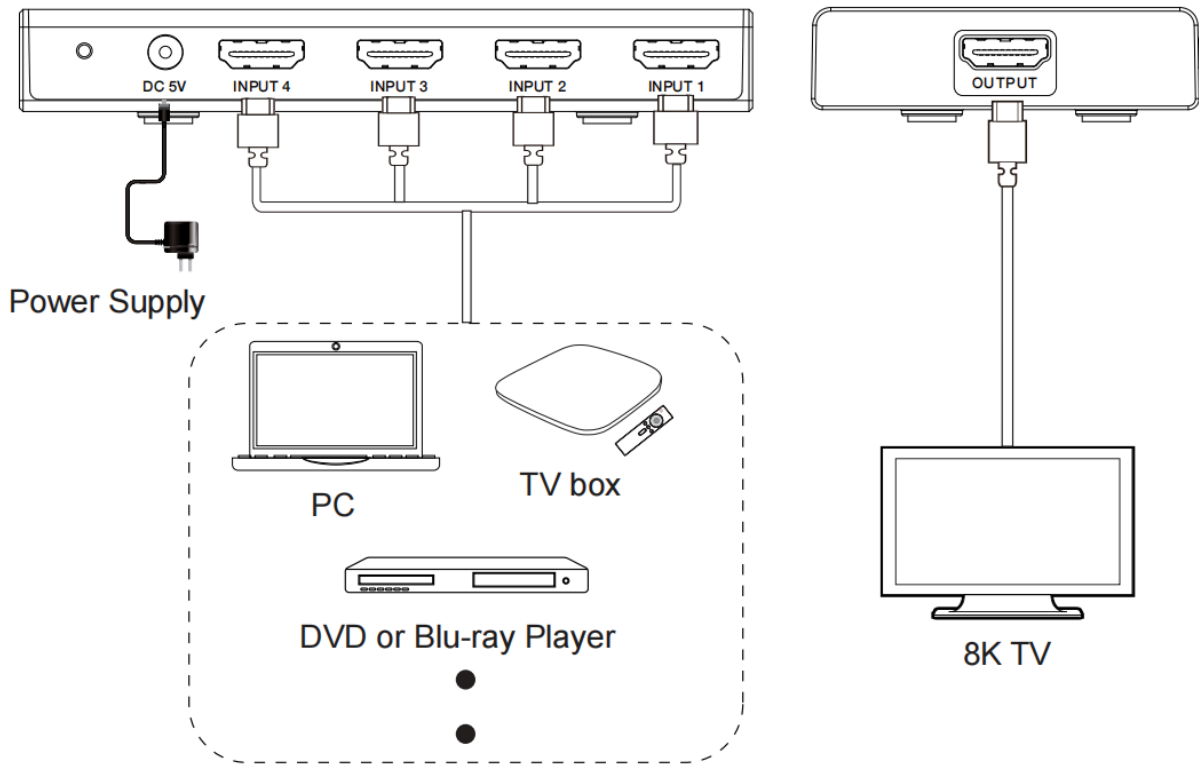 DC 5V
INPUT 4
INPUT 3
INPUT 2
INPUT 1
OUTPUT
Power Supply
PC
TV box
DVD or Blu-ray Player
8K TV